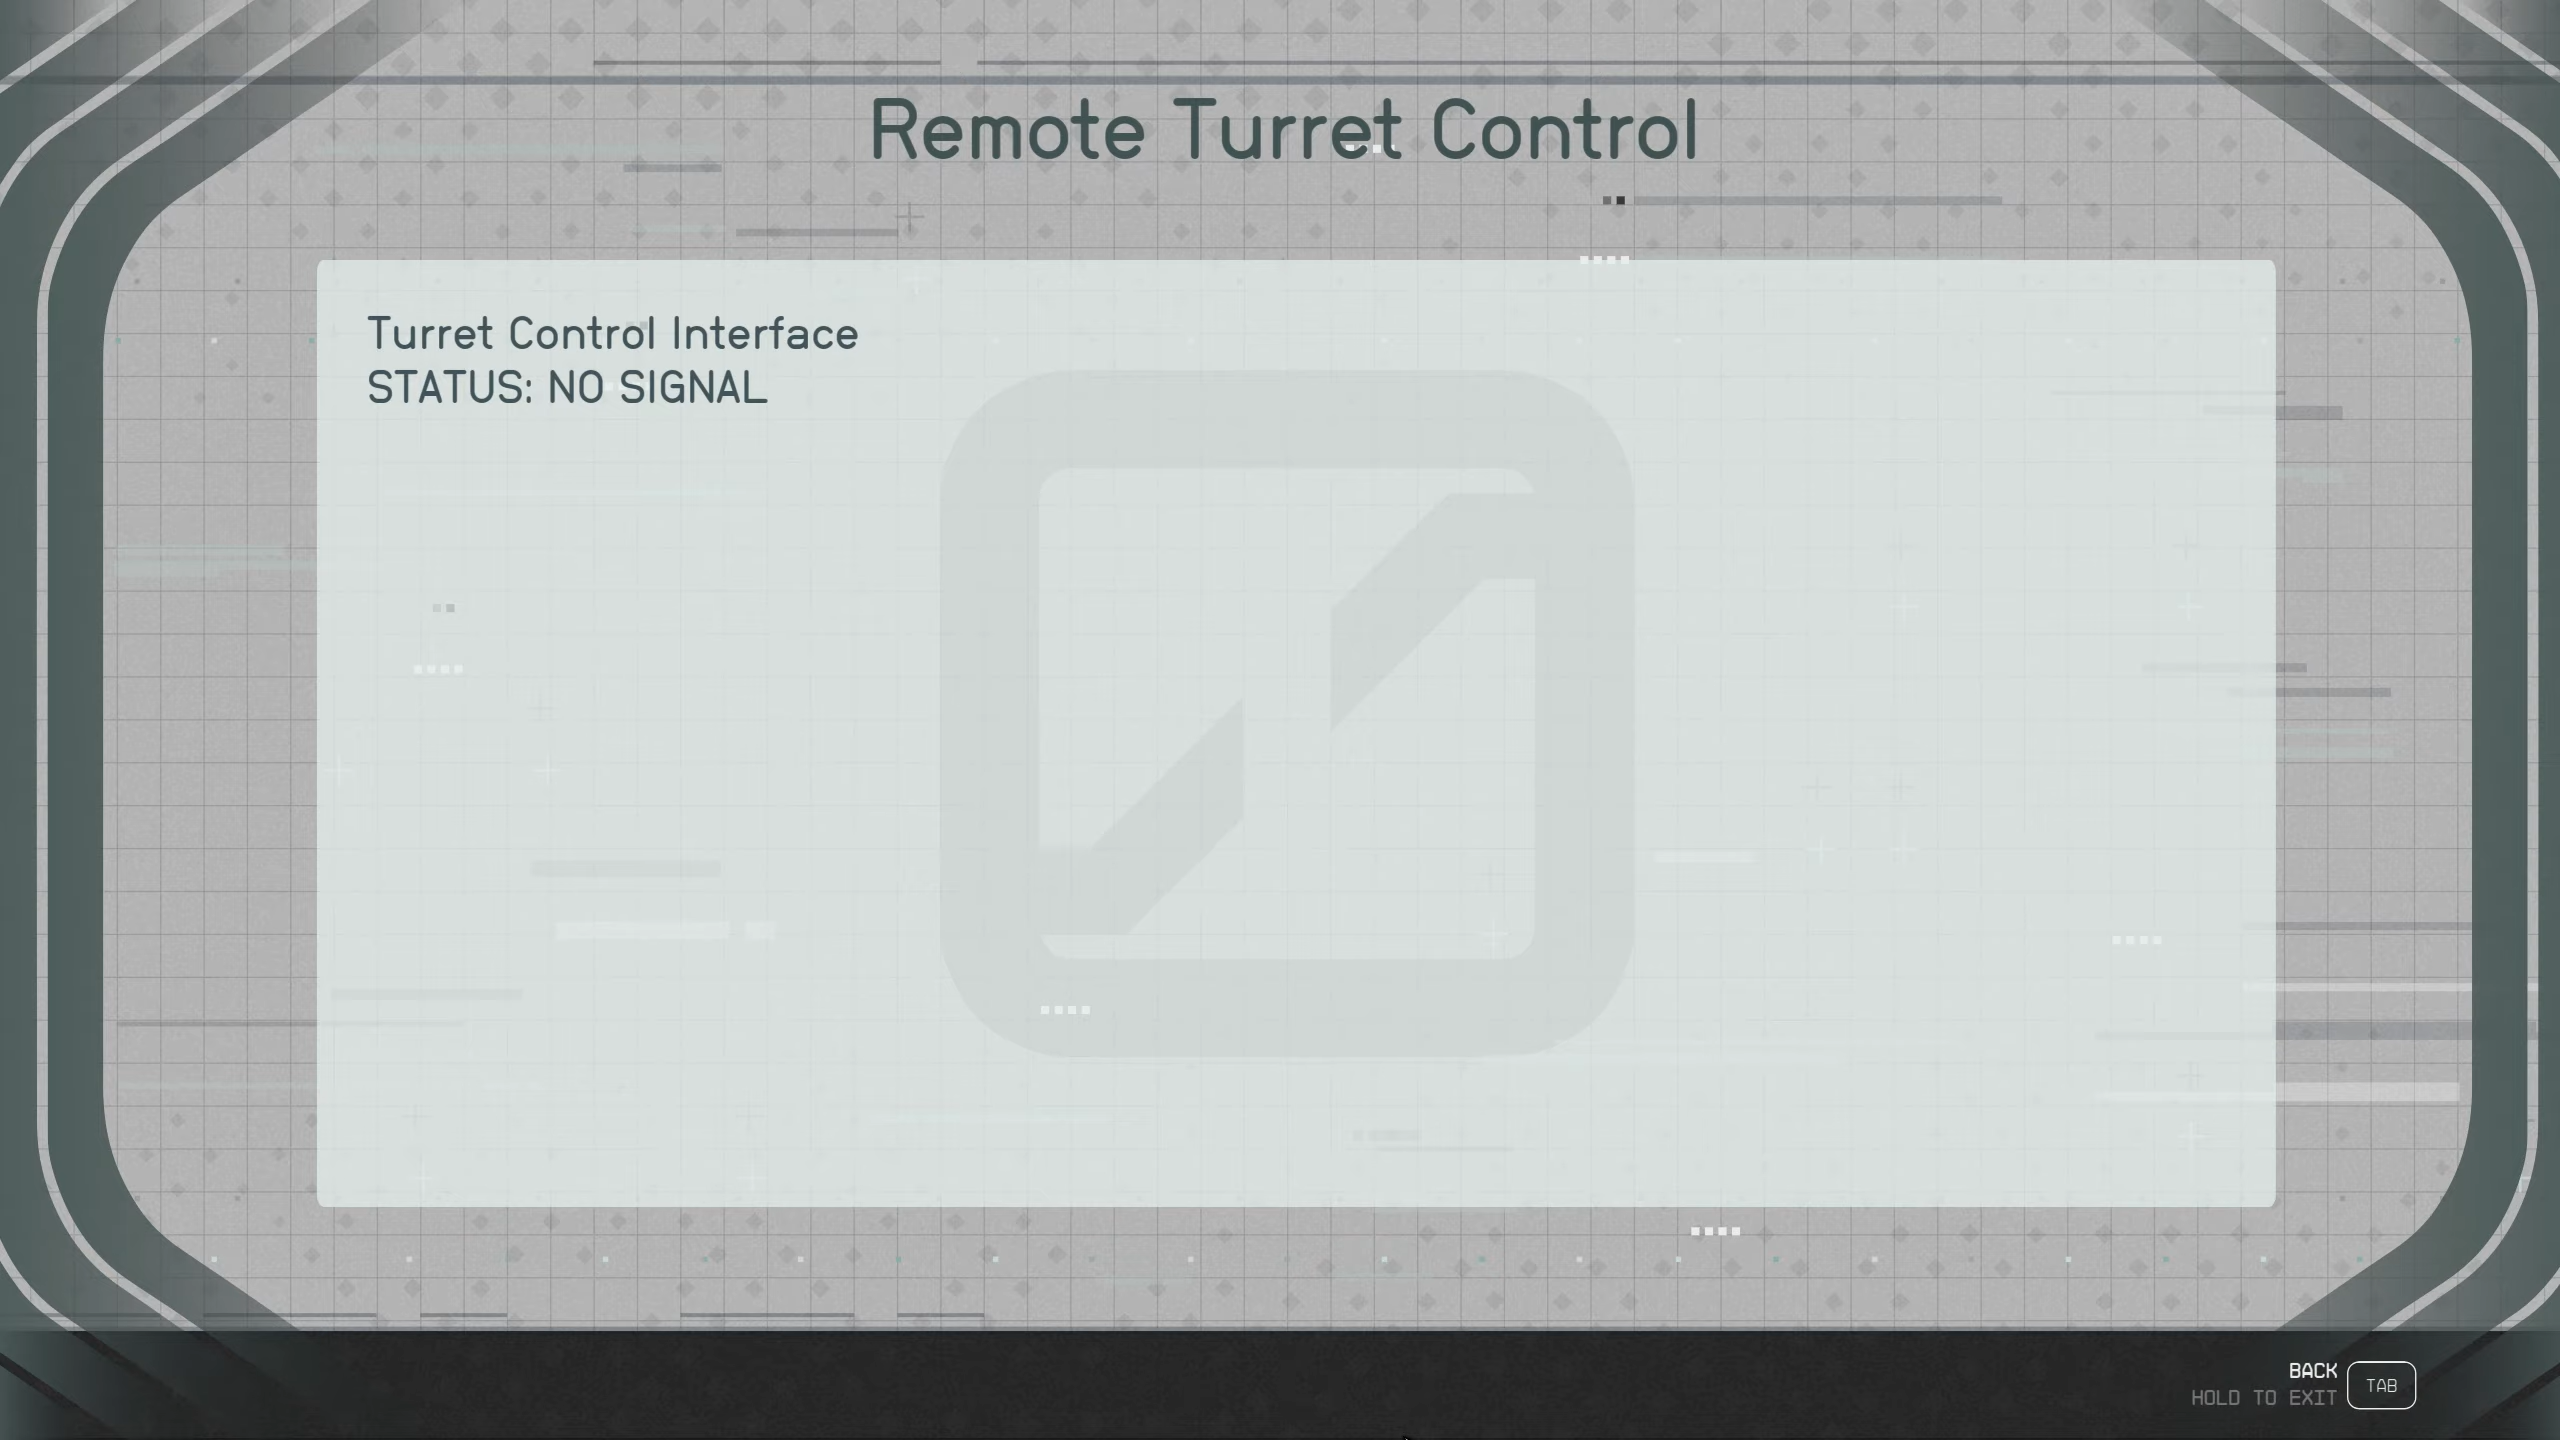 Remote Turret Control
Turret Control Interface
STATUS: NO SIGNAL
BACK
HOLD TO EXIT
TAB